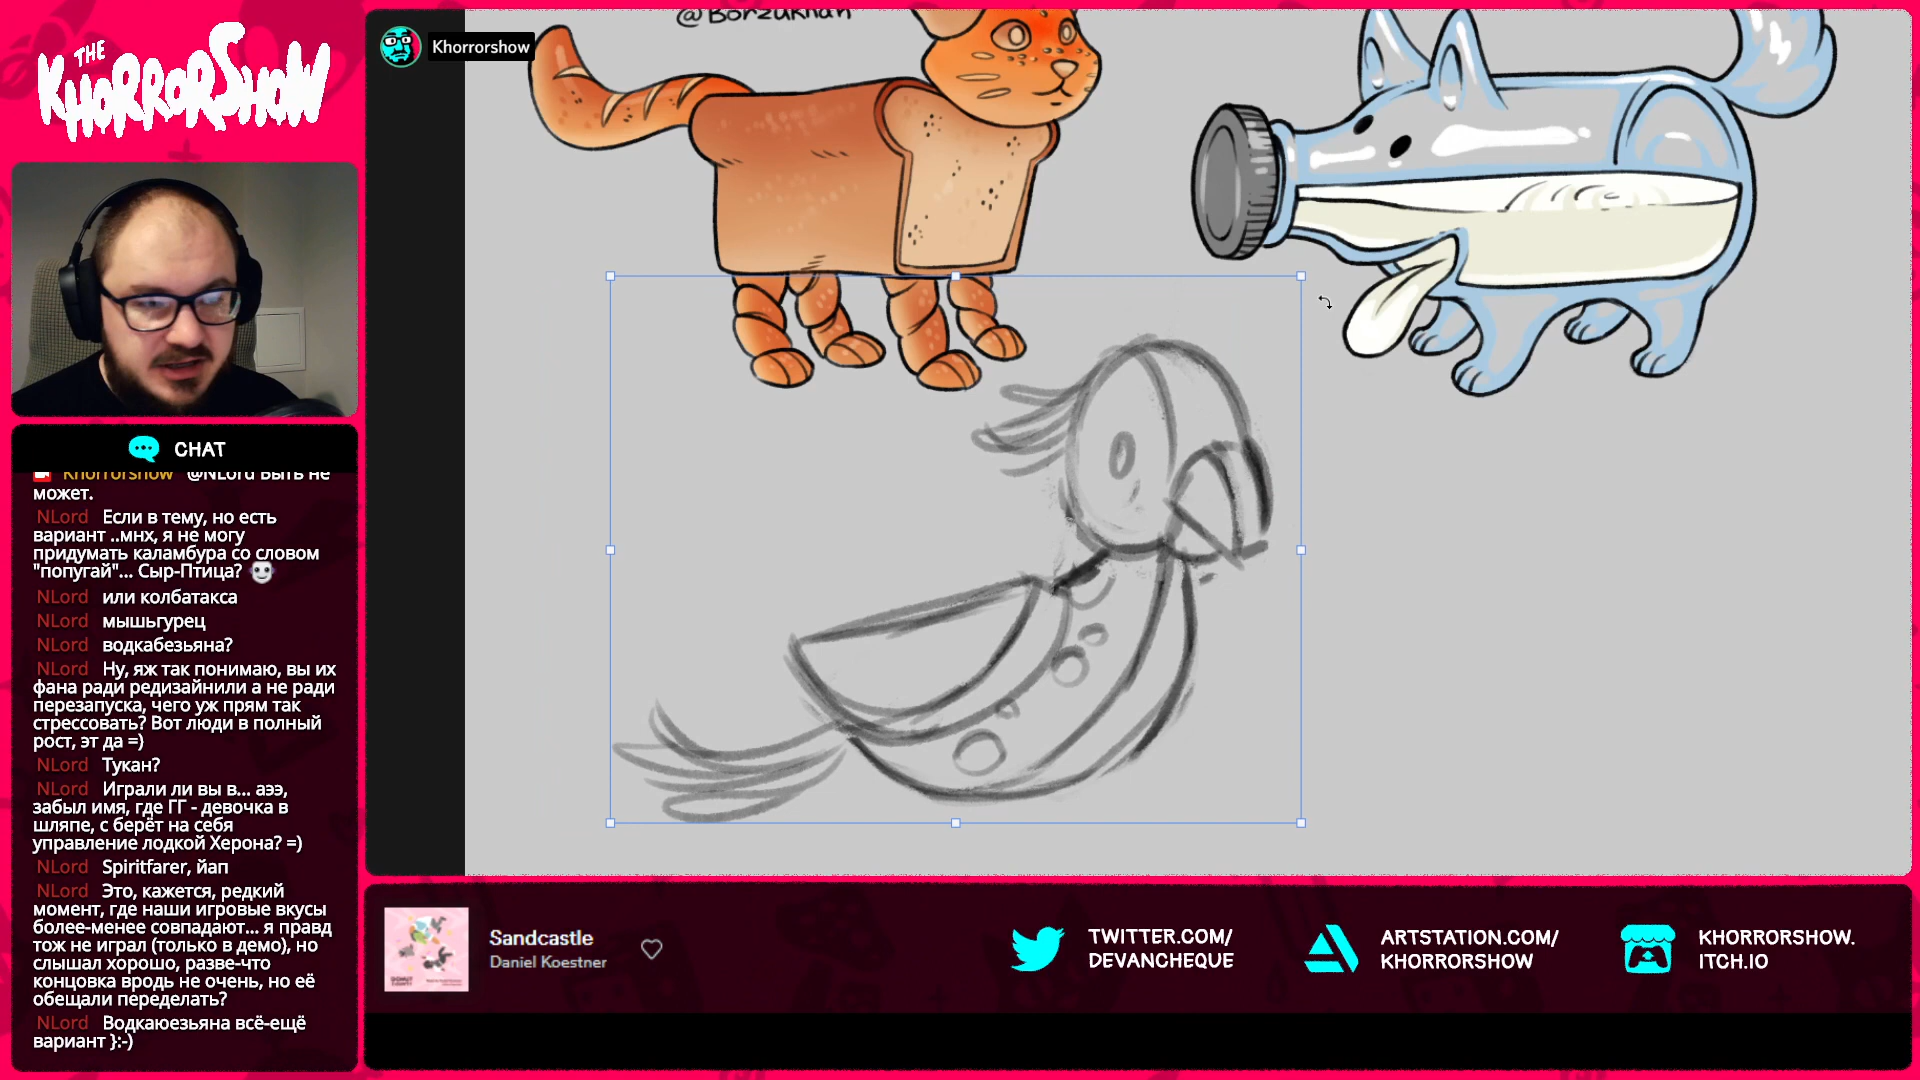 THE
KHORRORSHOW
Khorrorshow
@Borzukhan
CHAT
Khorrorshow @NLord Быть не
может.
NLord Если в тему, но есть
вариант ..мнх, я не могу
придумать каламбура со словом
"попугай"... Сыр-Птица?
NLord или колбатакса
NLord мышьгурец
NLord водкабезьяна?
NLord Ну, яж так понимаю, вы их
фана ради редизайнили а не ради
перезапуска, чего уж прям так
стрессовать? Вот люди в полный
рост, эт да =)
NLord Тукан?
NLord Играли ли вы в... аээ,
забыл имя, где ГГ - девочка в
шляпе, с берёт на себя
управление лодкой Херона? =)
NLord Spiritfarer, йап
NLord Это, кажется, редкий
момент, где наши игровые вкусы
более-менее совпадают... я правд
тож не играл (только в демо), но
слышал хорошо, разве-что
концовка вродь не очень, но её
обещали переделать?
NLord Водкаюезьяна всё-ещё
вариант }:-)
Sandcastle
Daniel Koestner
TWITTER.COM/
DEVANCHEQUE
ARTSTATION.COM/
KHORRORSHOW
KHORRORSHOW.
ITCH.IO